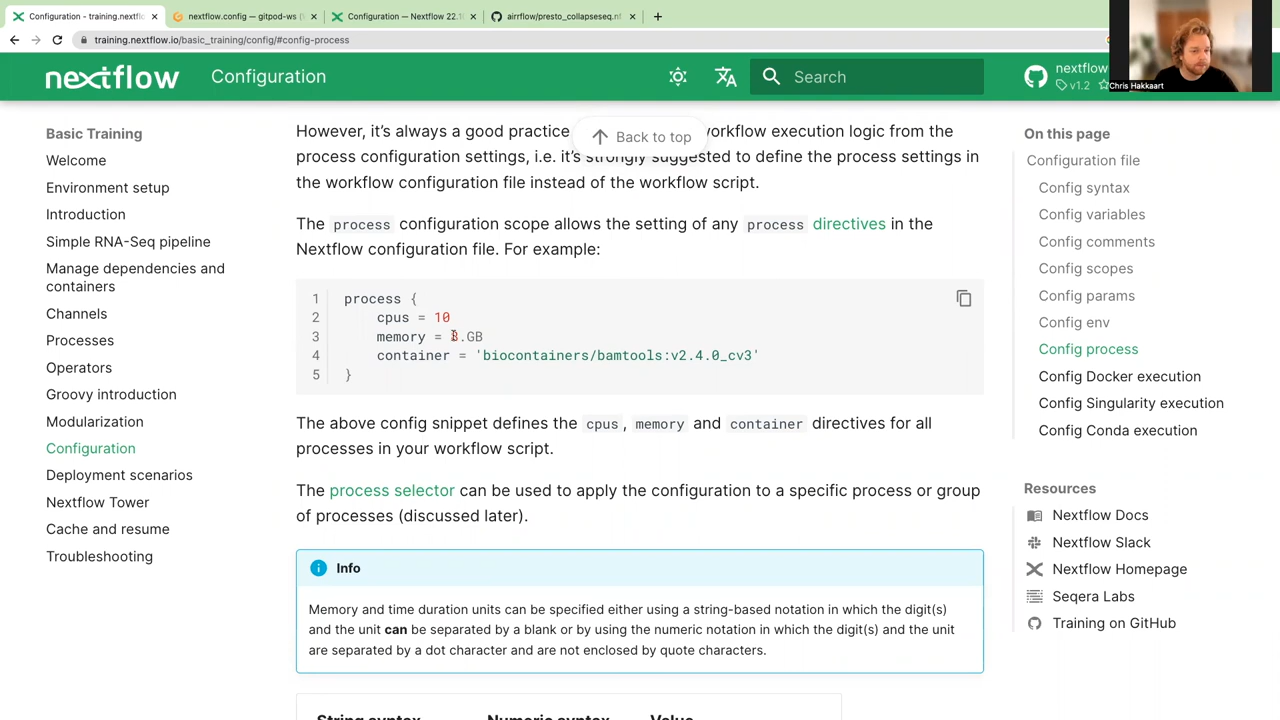 Configuration - training.nextfl
nextflow.config — gitpod-ws (
Configuration — Nextflow 22.1
airrflow/presto_collapseseq.nf
training.nextflow.io/basic_training/config/#config-process
nextflow
Configuration
Search
nextflow
v1.2
Chris Hakkaart
Basic Training
Welcome
Environment setup
Introduction
Simple RNA-Seq pipeline
Manage dependencies and
containers
Channels
Processes
Operators
Groovy introduction
Modularization
Configuration
Deployment scenarios
Nextflow Tower
Cache and resume
Troubleshooting
However, it's always a good practice workflow execution logic from the
Back to top
process configuration settings, i.e. it's strongly suggested to define the process settings in
the workflow configuration file instead of the workflow script.
The process configuration scope allows the setting of any process directives in the
Nextflow configuration file. For example:
1 process {
2 cpus = 10
3 memory = 8.GB
4 container = 'biocontainers/bamtools:v2.4.0_cv3'
5 }
The above config snippet defines the cpus, memory and container directives for all
processes in your workflow script.
The process selector can be used to apply the configuration to a specific process or group
of processes (discussed later).
Info
Memory and time duration units can be specified either using a string-based notation in which the digit(s)
and the unit can be separated by a blank or by using the numeric notation in which the digit(s) and the unit
are separated by a dot character and are not enclosed by quote characters.
String syntax Numeric syntax Value
On this page
Configuration file
Config syntax
Config variables
Config comments
Config scopes
Config params
Config env
Config process
Config Docker execution
Config Singularity execution
Config Conda execution
Resources
Nextflow Docs
Nextflow Slack
Nextflow Homepage
Seqera Labs
Training on GitHub